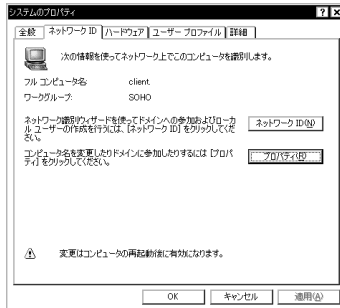 システムのプロパティ
全般 ネットワーク ID ハードウェア ユーザー プロファイル 詳細
次の情報を使ってネットワーク上でこのコンピュータを識別します。
フル コンピュータ名: client.
ワークグループ: SOHO
ネットワーク識別ウィザードを使ってドメインへの参加およびローカ
ル ユーザーの作成を行うには、[ネットワーク ID] をクリックしてくだ
さい。
ネットワーク ID(N)
コンピュータ名を変更したりドメインに参加したりするには [プロパ
ティ] をクリックしてください。
プロパティ(R)
変更はコンピュータの再起動後に有効になります。
OK キャンセル 適用(A)